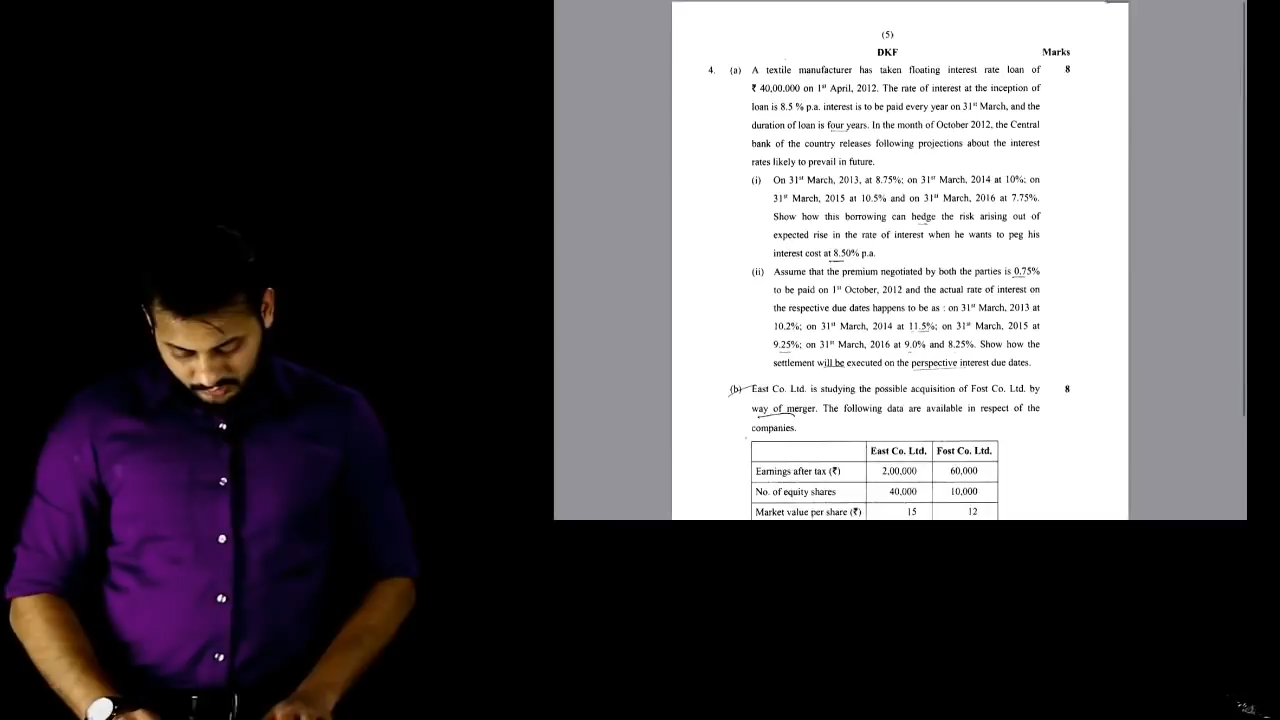 (5)
DKF Marks
4. (a) A textile manufacturer has taken floating interest rate loan of 8
₹ 40,00,000 on 1st April, 2012. The rate of interest at the inception of
loan is 8.5 % p.a. interest is to be paid every year on 31st March, and the
duration of loan is four years. In the month of October 2012, the Central
bank of the country releases following projections about the interest
rates likely to prevail in future.
(i) On 31st March, 2013, at 8.75%; on 31st March, 2014 at 10%; on
31st March, 2015 at 10.5% and on 31st March, 2016 at 7.75%.
Show how this borrowing can hedge the risk arising out of
expected rise in the rate of interest when he wants to peg his
interest cost at 8.50% p.a.
(ii) Assume that the premium negotiated by both the parties is 0.75%
to be paid on 1st October, 2012 and the actual rate of interest on
the respective due dates happens to be as : on 31st March, 2013 at
10.2%; on 31st March, 2014 at 11.5%; on 31st March, 2015 at
9.25%; on 31st March, 2016 at 9.0% and 8.25%. Show how the
settlement will be executed on the perspective interest due dates.
(b) East Co. Ltd. is studying the possible acquisition of Fost Co. Ltd. by 8
way of merger. The following data are available in respect of the
companies.
East Co. Ltd. Fost Co. Ltd.
Earnings after tax (₹) 2,00,000 60,000
No. of equity shares 40,000 10,000
Market value per share (₹) 15 12